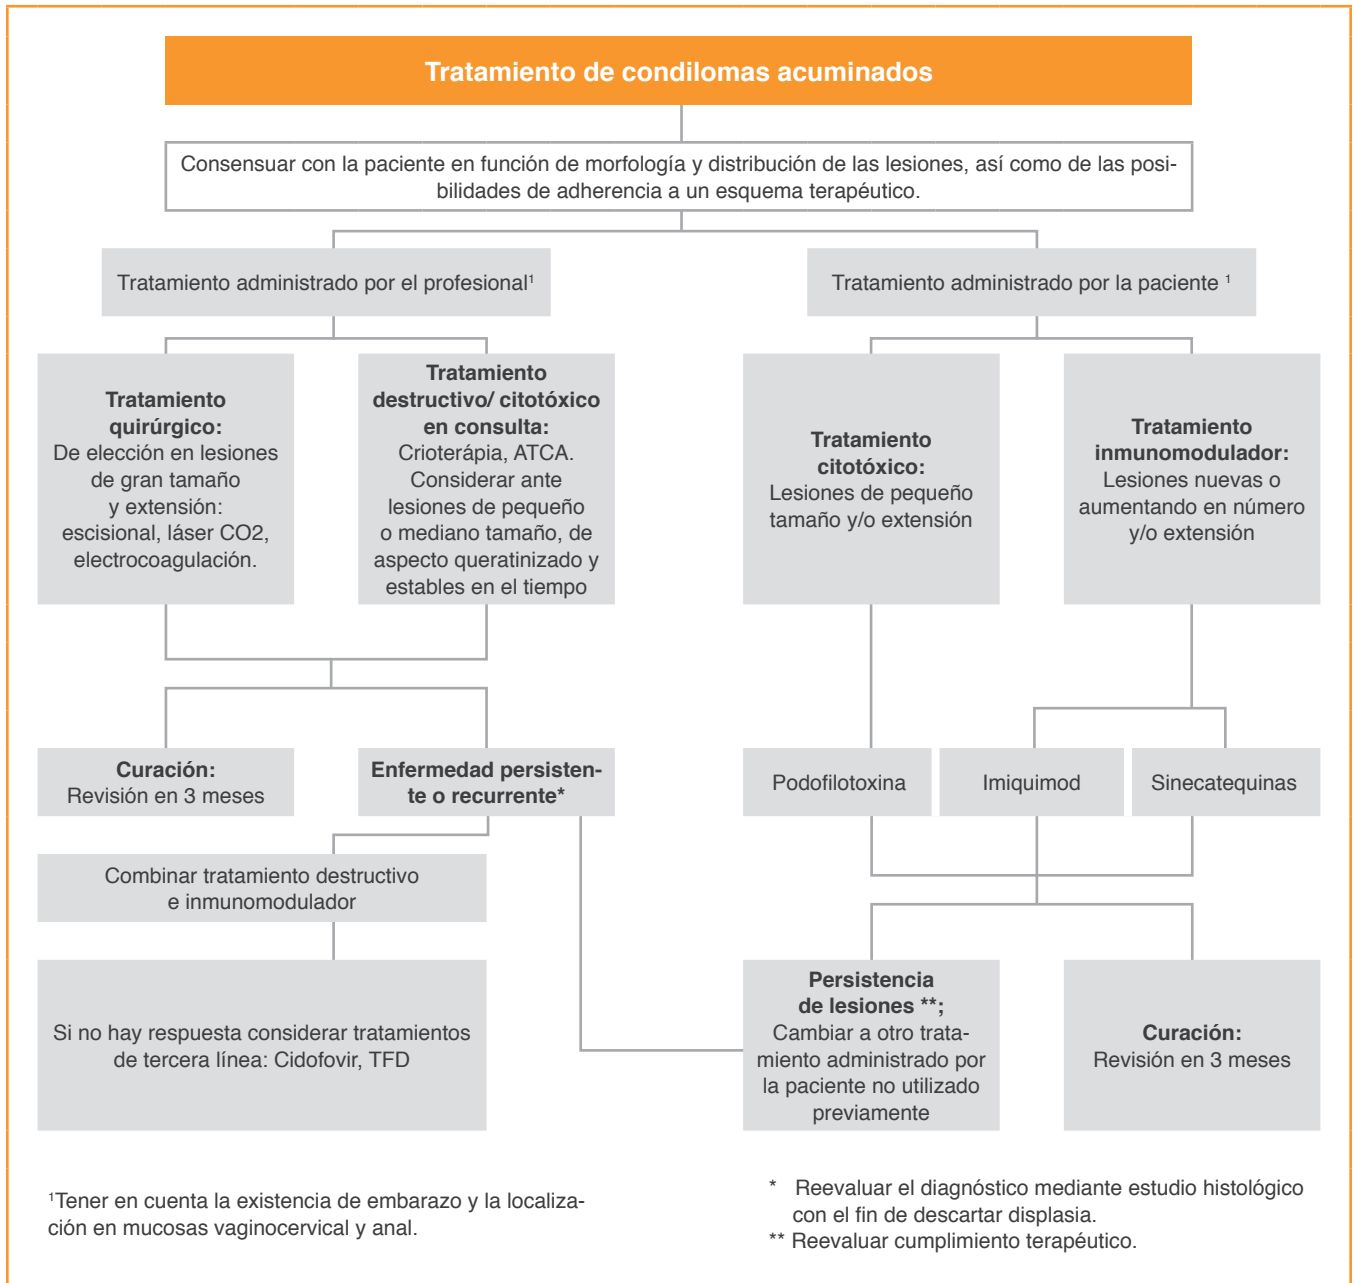 Tratamiento de condilomas acuminados
Consensuar con la paciente en función de morfología y distribución de las lesiones, así como de las posi-
bilidades de adherencia a un esquema terapéutico.
Tratamiento administrado por el profesional¹
Tratamiento administrado por la paciente ¹
Tratamiento
quirúrgico:
De elección en lesiones
de gran tamaño
y extensión:
escisional, láser CO2,
electrocoagulación.
Tratamiento
destructivo/ citotóxico
en consulta:
Crioterápia, ATCA.
Considerar ante
lesiones de pequeño
o mediano tamaño, de
aspecto queratinizado y
estables en el tiempo
Tratamiento
citotóxico:
Lesiones de pequeño
tamaño y/o extensión
Tratamiento
inmunomodulador:
Lesiones nuevas o
aumentando en número
y/o extensión
Curación:
Revisión en 3 meses
Enfermedad persisten-
te o recurrente*
Podofilotoxina
Imiquimod
Sinecatequinas
Combinar tratamiento destructivo
e inmunomodulador
Si no hay respuesta considerar tratamientos
de tercera línea: Cidofovir, TFD
Persistencia
de lesiones **;
Cambiar a otro trata-
miento administrado por
la paciente no utilizado
previamente
Curación:
Revisión en 3 meses
¹Tener en cuenta la existencia de embarazo y la localiza-
ción en mucosas vaginocervical y anal.
* Reevaluar el diagnóstico mediante estudio histológico
con el fin de descartar displasia.
** Reevaluar cumplimiento terapéutico.